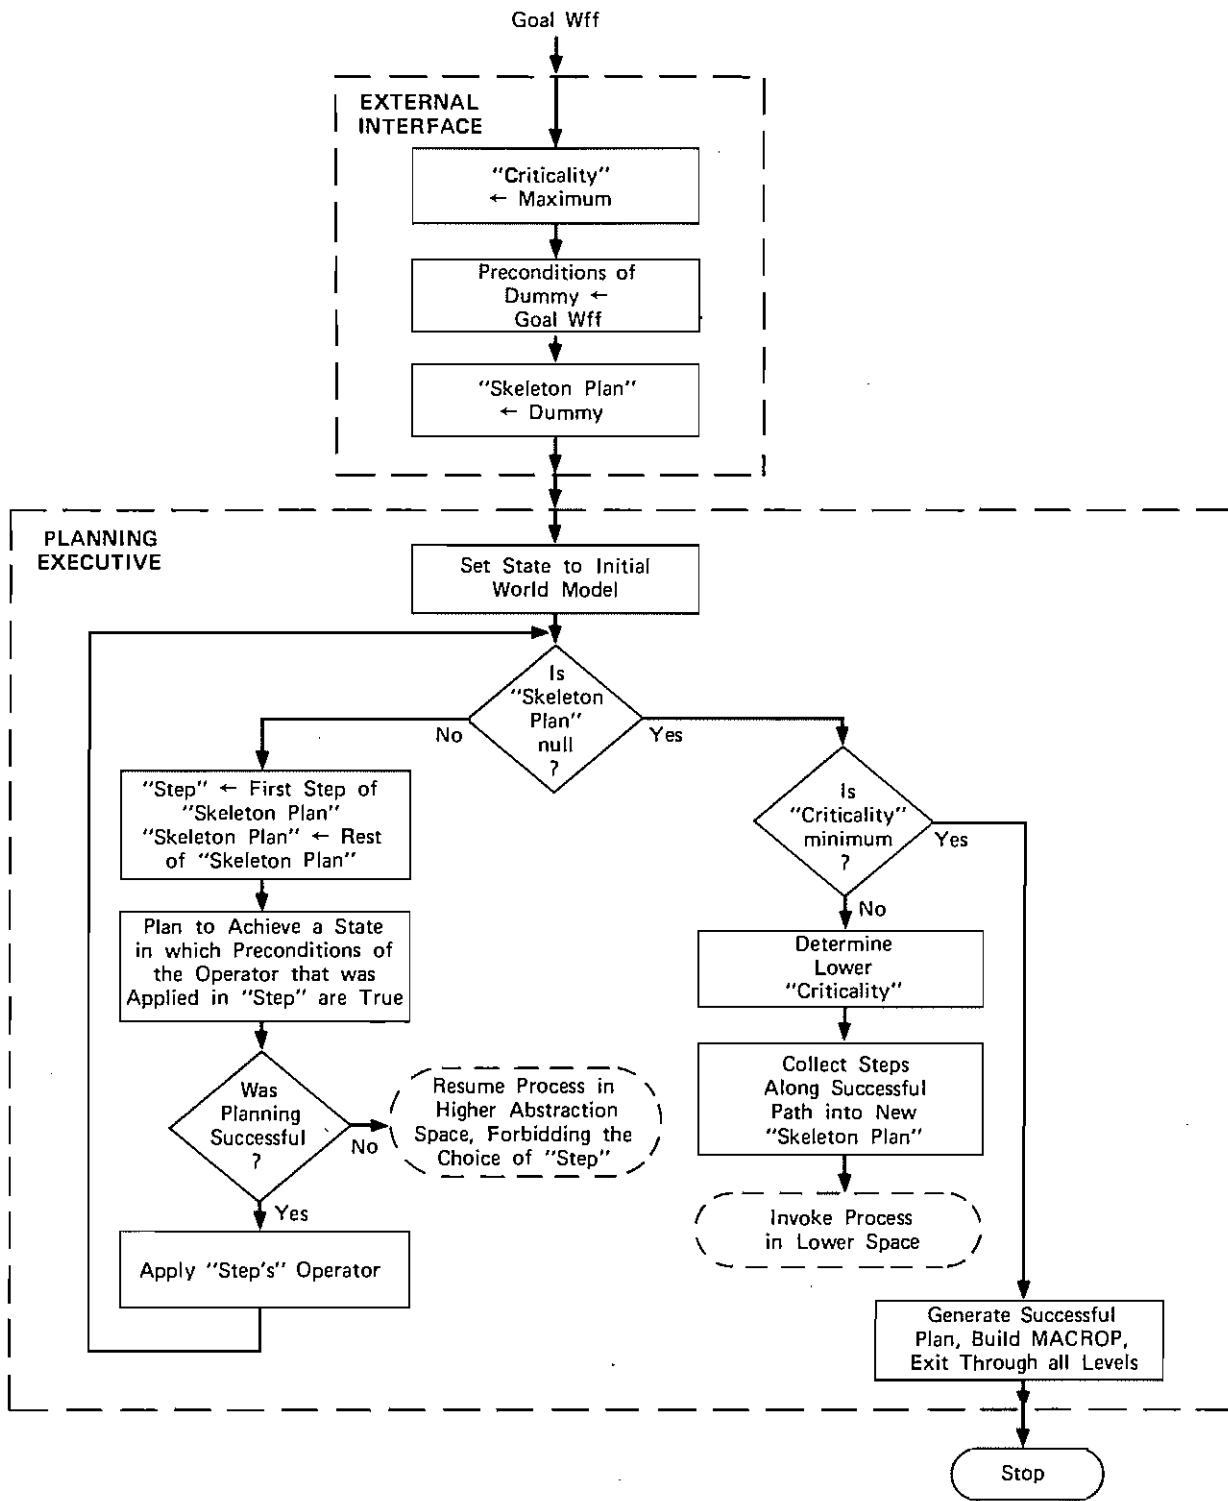 Goal Wff
EXTERNAL
INTERFACE
"Criticality"
← Maximum
Preconditions of
Dummy ←
Goal Wff
"Skeleton Plan"
← Dummy
PLANNING
EXECUTIVE
Set State to Initial
World Model
Is
"Skeleton
Plan"
null
?
No
Yes
"Step" ← First Step of
"Skeleton Plan"
"Skeleton Plan" ← Rest
of "Skeleton Plan"
Plan to Achieve a State
in which Preconditions of
the Operator that was
Applied in "Step" are True
Was
Planning
Successful
?
No
Yes
Resume Process in
Higher Abstraction
Space, Forbidding the
Choice of "Step"
Apply "Step's" Operator
Is
"Criticality"
minimum
?
Yes
No
Determine
Lower
"Criticality"
Collect Steps
Along Successful
Path into New
"Skeleton Plan"
Invoke Process
in Lower Space
Generate Successful
Plan, Build MACROP,
Exit Through all Levels
Stop